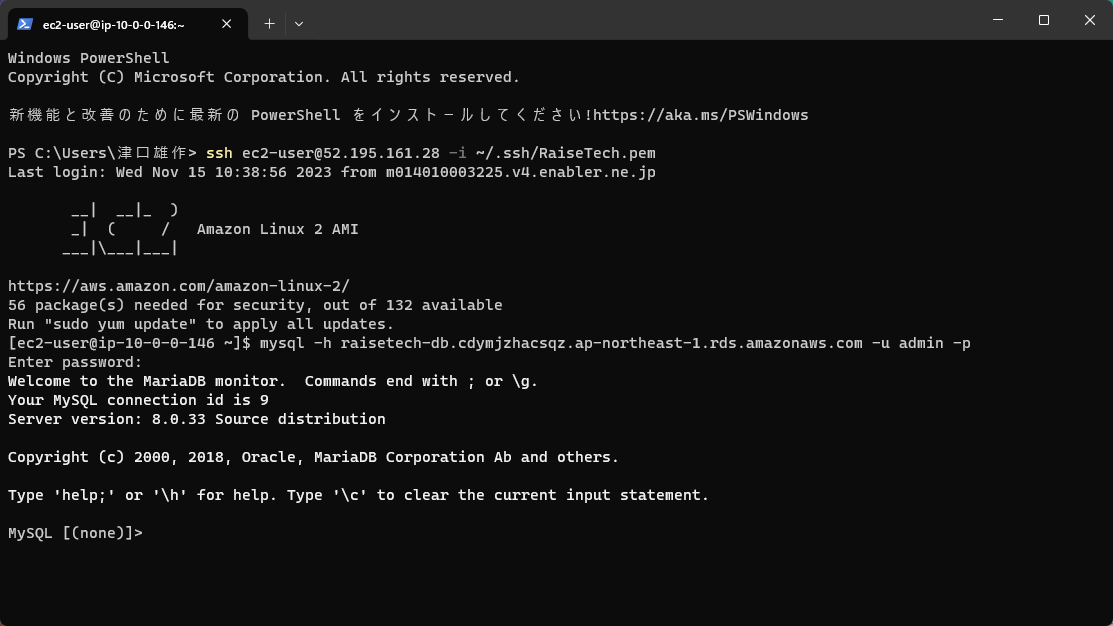 ec2-user@ip-10-0-0-146:~
Windows PowerShell
Copyright (C) Microsoft Corporation. All rights reserved.
新機能と改善のために最新の PowerShell をインストールしてください!https://aka.ms/PSWindows
PS C:\Users\津口雄作> ssh ec2-user@52.195.161.28 -i ~/.ssh/RaiseTech.pem
Last login: Wed Nov 15 10:38:56 2023 from m014010003225.v4.enabler.ne.jp
       __|  __|_  )
       _|  (     /   Amazon Linux 2 AMI
      ___|\___|___|
https://aws.amazon.com/amazon-linux-2/
56 package(s) needed for security, out of 132 available
Run "sudo yum update" to apply all updates.
[ec2-user@ip-10-0-0-146 ~]$ mysql -h raisetech-db.cdymjzhacsqz.ap-northeast-1.rds.amazonaws.com -u admin -p
Enter password:
Welcome to the MariaDB monitor.  Commands end with ; or \g.
Your MySQL connection id is 9
Server version: 8.0.33 Source distribution
Copyright (c) 2000, 2018, Oracle, MariaDB Corporation Ab and others.
Type 'help;' or '\h' for help. Type '\c' to clear the current input statement.
MySQL [(none)]>